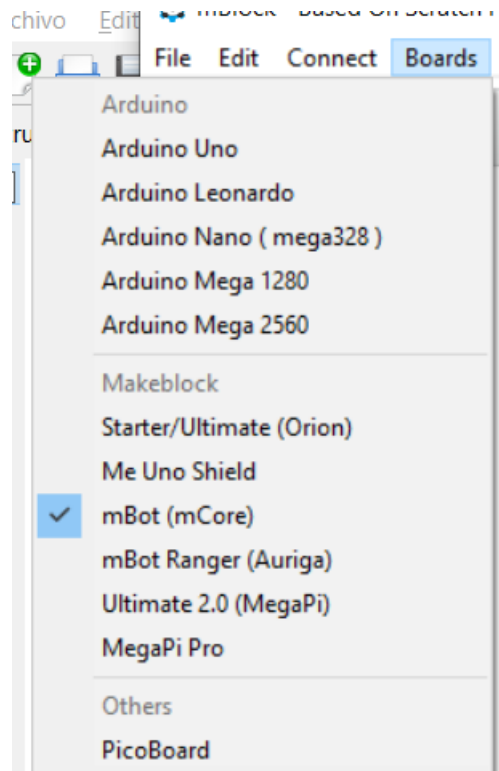 chivo Edit
mBlock - Based On Scratch
File Edit Connect Boards
ru
Arduino
Arduino Uno
Arduino Leonardo
Arduino Nano ( mega328 )
Arduino Mega 1280
Arduino Mega 2560
Makeblock
Starter/Ultimate (Orion)
Me Uno Shield
mBot (mCore)
mBot Ranger (Auriga)
Ultimate 2.0 (MegaPi)
MegaPi Pro
Others
PicoBoard